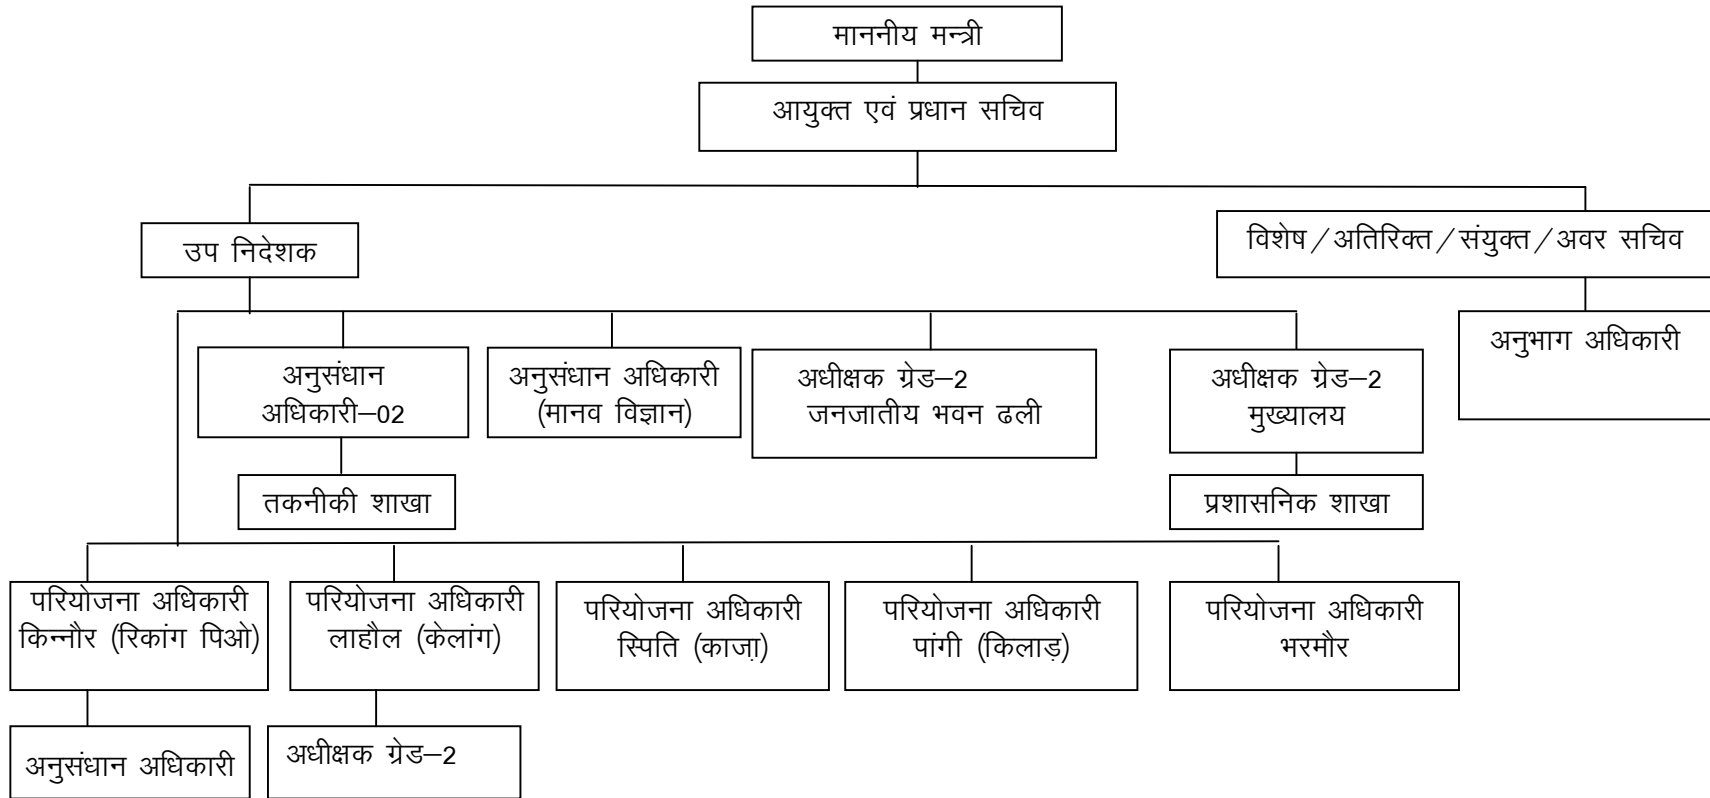 माननीय मन्त्री
आयुक्त एवं प्रधान सचिव
उप निदेशक
विशेष/अतिरिक्त/संयुक्त/अवर सचिव
अनुसंधान
अधिकारी–02
अनुसंधान अधिकारी
(मानव विज्ञान)
अधीक्षक ग्रेड–2
जनजातीय भवन ढली
अधीक्षक ग्रेड–2
मुख्यालय
अनुभाग अधिकारी
तकनीकी शाखा
प्रशासनिक शाखा
परियोजना अधिकारी
किन्नौर (रिकांग पिओ)
परियोजना अधिकारी
लाहौल (केलांग)
परियोजना अधिकारी
स्पिति (काज़ा)
परियोजना अधिकारी
पांगी (किलाड़)
परियोजना अधिकारी
भरमौर
अनुसंधान अधिकारी
अधीक्षक ग्रेड–2